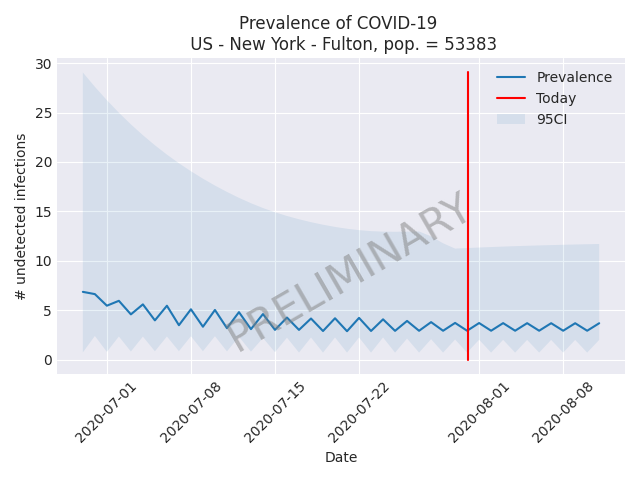 Prevalence of COVID-19
US - New York - Fulton, pop. = 53383
# undetected infections
30
25
20
15
10
5
0
Prevalence
Today
95CI
PRELIMINARY
2020-07-01
2020-07-08
2020-07-15
2020-07-22
2020-08-01
2020-08-08
Date